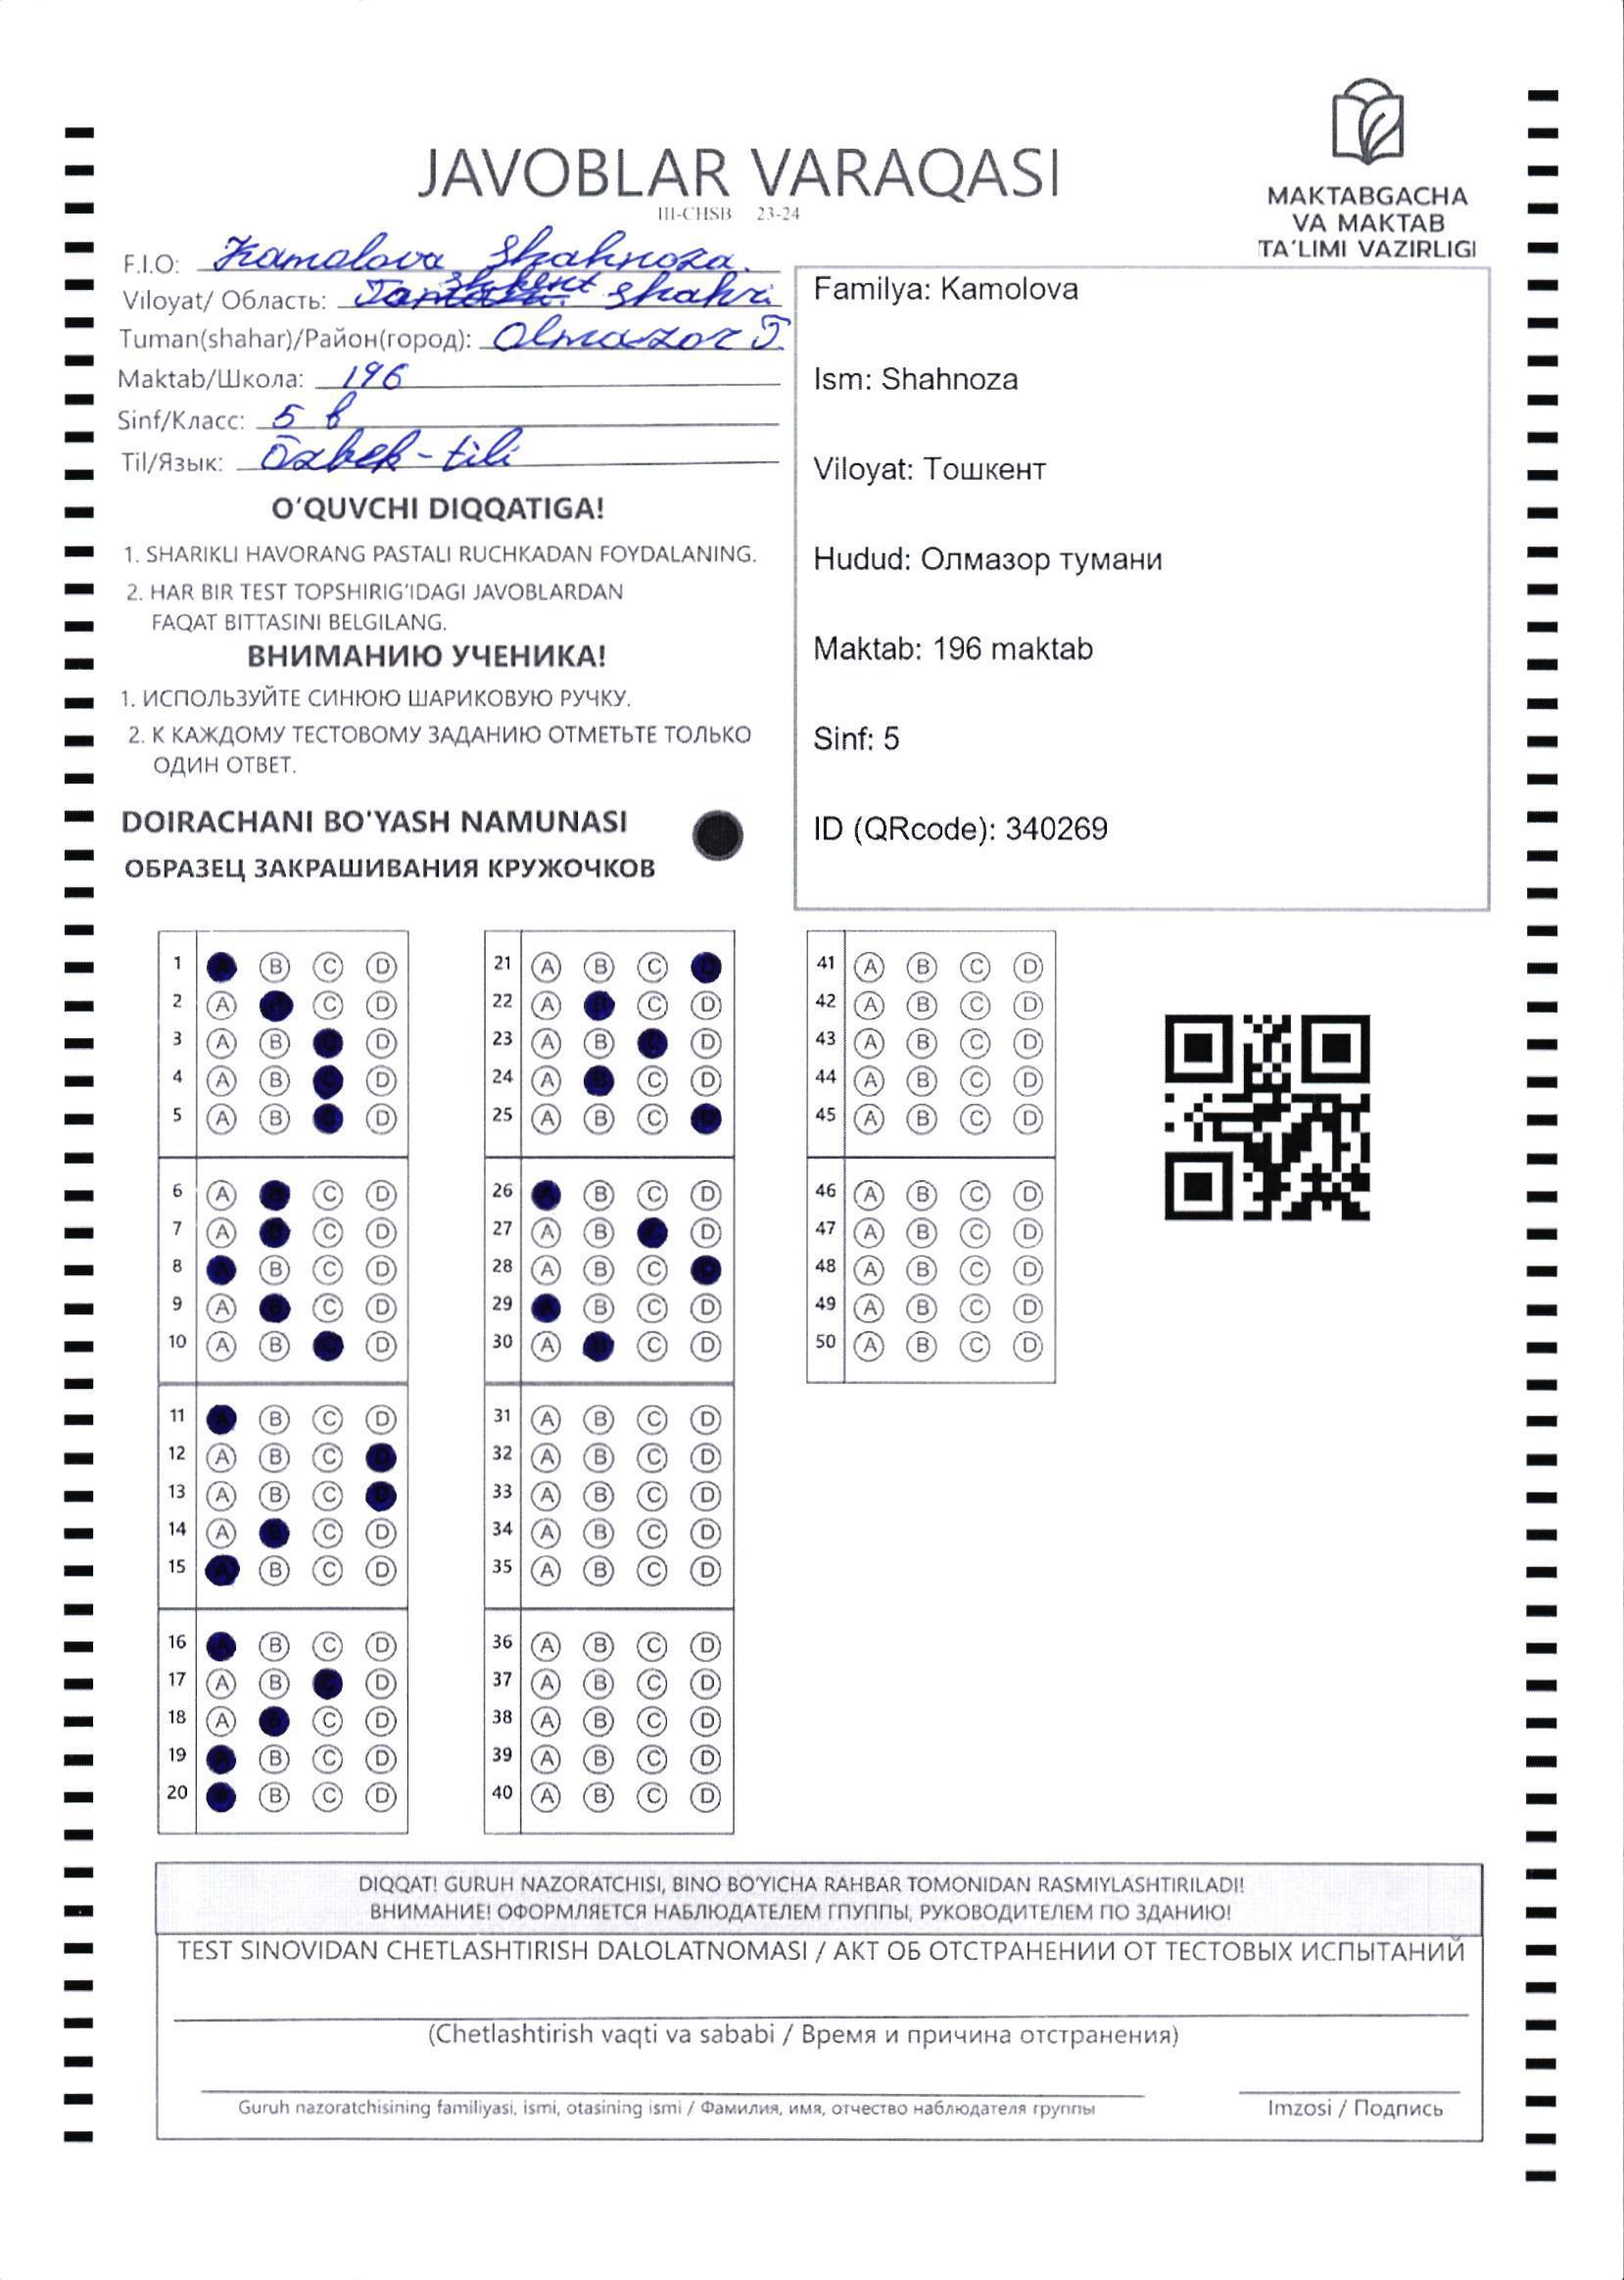 JAVOBLAR VARAQASI
III-CHSB 23-24
MAKTABGACHA
VA MAKTAB
TA'LIMI VAZIRLIGI
F.I.O: Kamolova Shahnoza.
Viloyat/ Область: shkent shahri
Tuman(shahar)/Район(город): Olmazor T.
Maktab/Школа: 196
Sinf/Класс: 5 b
Til/Язык: Ozbek-tili
O'QUVCHI DIQQATIGA!
1. SHARIKLI HAVORANG PASTALI RUCHKADAN FOYDALANING.
2. HAR BIR TEST TOPSHIRIG'IDAGI JAVOBLARDAN
FAQAT BITTASINI BELGILANG.
ВНИМАНИЮ УЧЕНИКА!
1. ИСПОЛЬЗУЙТЕ СИНЮЮ ШАРИКОВУЮ РУЧКУ.
2. К КАЖДОМУ ТЕСТОВОМУ ЗАДАНИЮ ОТМЕТЬТЕ ТОЛЬКО
ОДИН ОТВЕТ.
DOIRACHANI BO'YASH NAMUNASI
ОБРАЗЕЦ ЗАКРАШИВАНИЯ КРУЖОЧКОВ
Familya: Kamolova
Ism: Shahnoza
Viloyat: Тошкент
Hudud: Олмазор тумани
Maktab: 196 maktab
Sinf: 5
ID (QRcode): 340269
1 A B C D
2 A B C D
3 A B C D
4 A B C D
5 A B C D
6 A B C D
7 A B C D
8 A B C D
9 A B C D
10 A B C D
11 A B C D
12 A B C D
13 A B C D
14 A B C D
15 A B C D
16 A B C D
17 A B C D
18 A B C D
19 A B C D
20 A B C D
21 A B C D
22 A B C D
23 A B C D
24 A B C D
25 A B C D
26 A B C D
27 A B C D
28 A B C D
29 A B C D
30 A B C D
31 A B C D
32 A B C D
33 A B C D
34 A B C D
35 A B C D
36 A B C D
37 A B C D
38 A B C D
39 A B C D
40 A B C D
41 A B C D
42 A B C D
43 A B C D
44 A B C D
45 A B C D
46 A B C D
47 A B C D
48 A B C D
49 A B C D
50 A B C D
DIQQAT! GURUH NAZORATCHISI, BINO BO'YICHA RAHBAR TOMONIDAN RASMIYLASHTIRILADI!
ВНИМАНИЕ! ОФОРМЛЯЕТСЯ НАБЛЮДАТЕЛЕМ ГПУППЫ, РУКОВОДИТЕЛЕМ ПО ЗДАНИЮ!
TEST SINOVIDAN CHETLASHTIRISH DALOLATNOMASI / АКТ ОБ ОТСТРАНЕНИИ ОТ ТЕСТОВЫХ ИСПЫТАНИЙ
(Chetlashtirish vaqti va sababi / Время и причина отстранения)
Guruh nazoratchisining familiyasi, ismi, otasining ismi / Фамилия, имя, отчество наблюдателя группы
Imzosi / Подпись